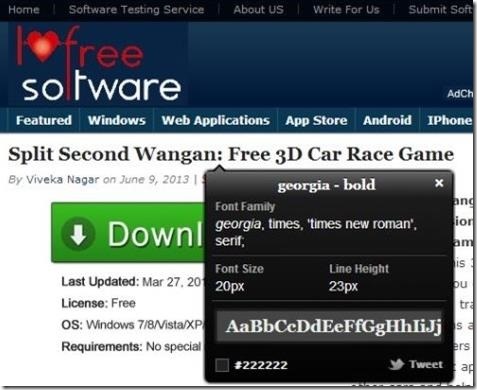 Home | Software Testing Service | About US | Write For Us | Submit Soft
I free
software
AdCh
Featured Windows Web Applications App Store Android IPhone
Split Second Wangan: Free 3D Car Race Game
By Viveka Nagar on June 9, 2013 |
georgia - bold ×
Font Family
georgia, times, 'times new roman',
serif;
Font Size Line Height
20px 23px
AaBbCcDdEeFfGgHhIiJj
#222222 Tweet
Downl
Last Updated: Mar 27, 201
License: Free
OS: Windows 7/8/Vista/XP/
Requirements: No special